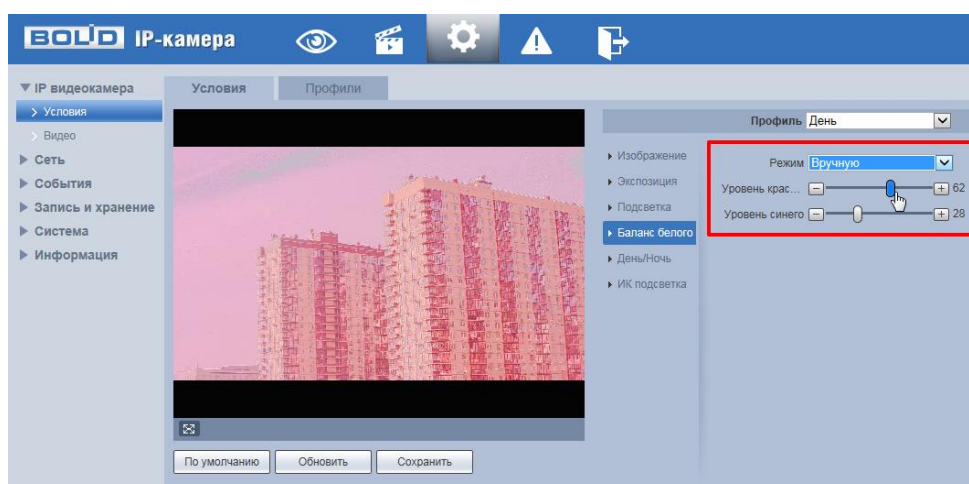 BOLID IP-камера
IP видеокамера
Условия
Видео
Сеть
События
Запись и хранение
Система
Информация
Условия Профили
По умолчанию Обновить Сохранить
Изображение
Экспозиция
Подсветка
Баланс белого
День/Ночь
ИК подсветка
Профиль День
Режим Вручную
Уровень крас... 62
Уровень синего 28